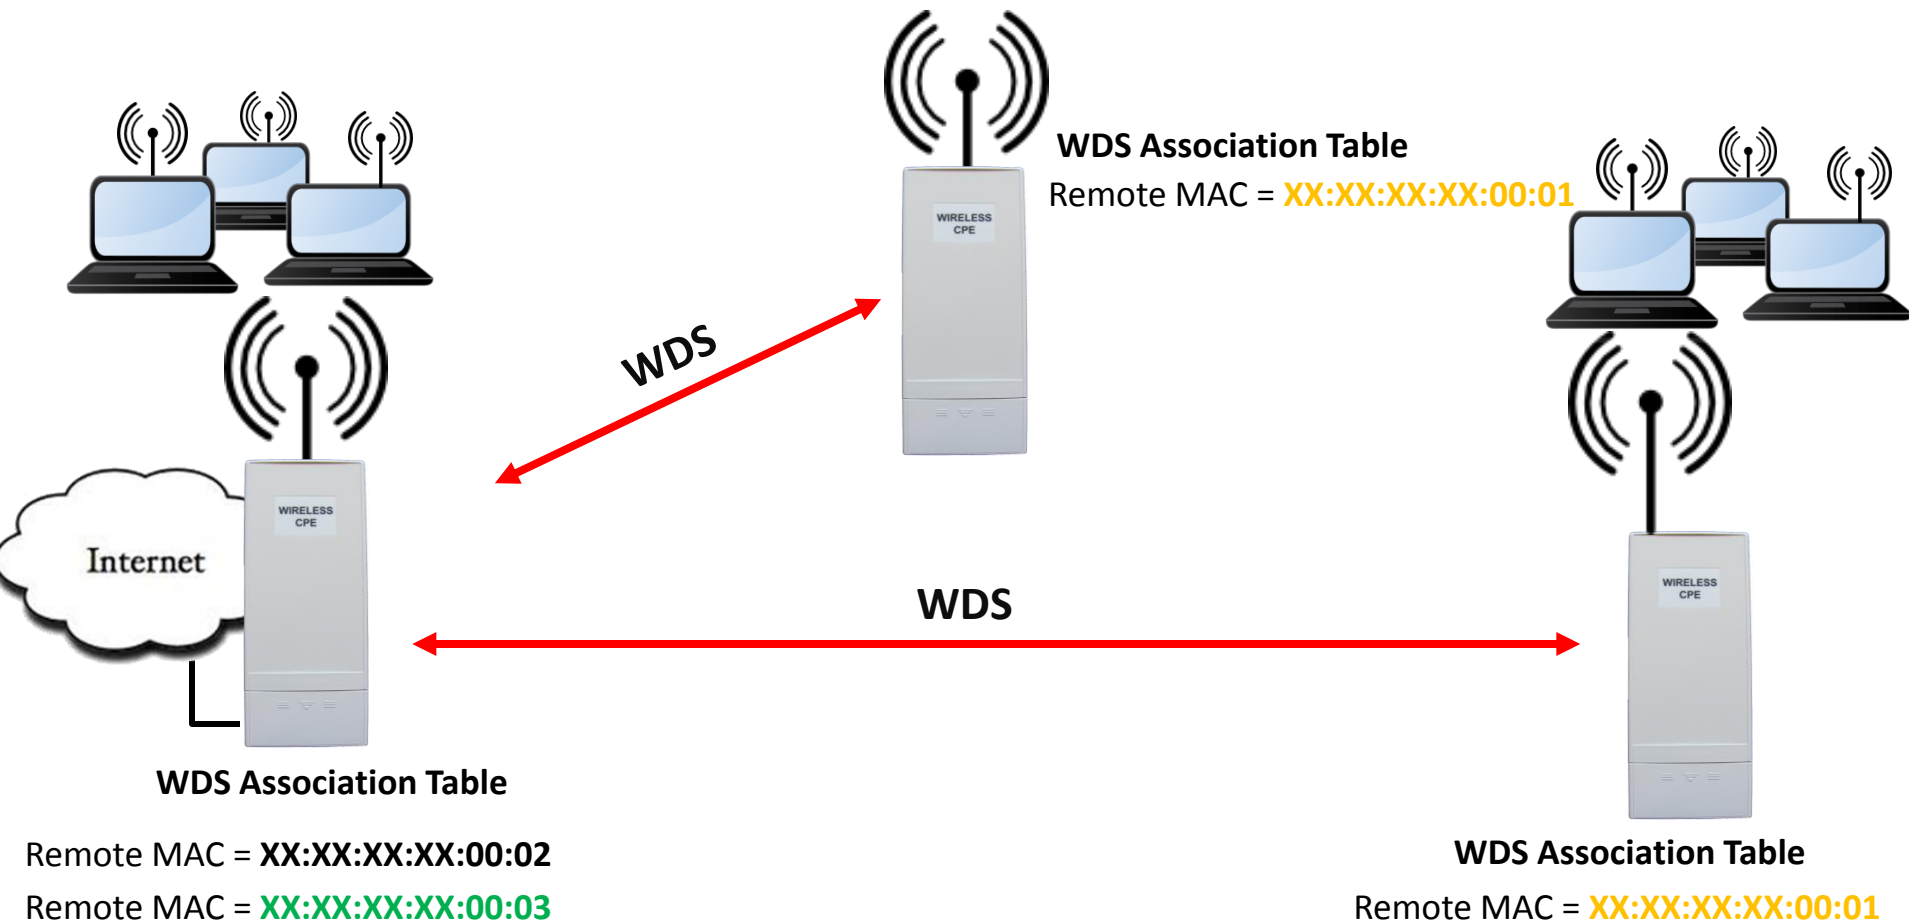 WDS Association Table
Remote MAC = XX:XX:XX:XX:00:01
WIRELESS
CPE
WDS
WIRELESS
CPE
Internet
WIRELESS
CPE
WDS
WDS Association Table
Remote MAC = XX:XX:XX:XX:00:02
Remote MAC = XX:XX:XX:XX:00:03
WDS Association Table
Remote MAC = XX:XX:XX:XX:00:01